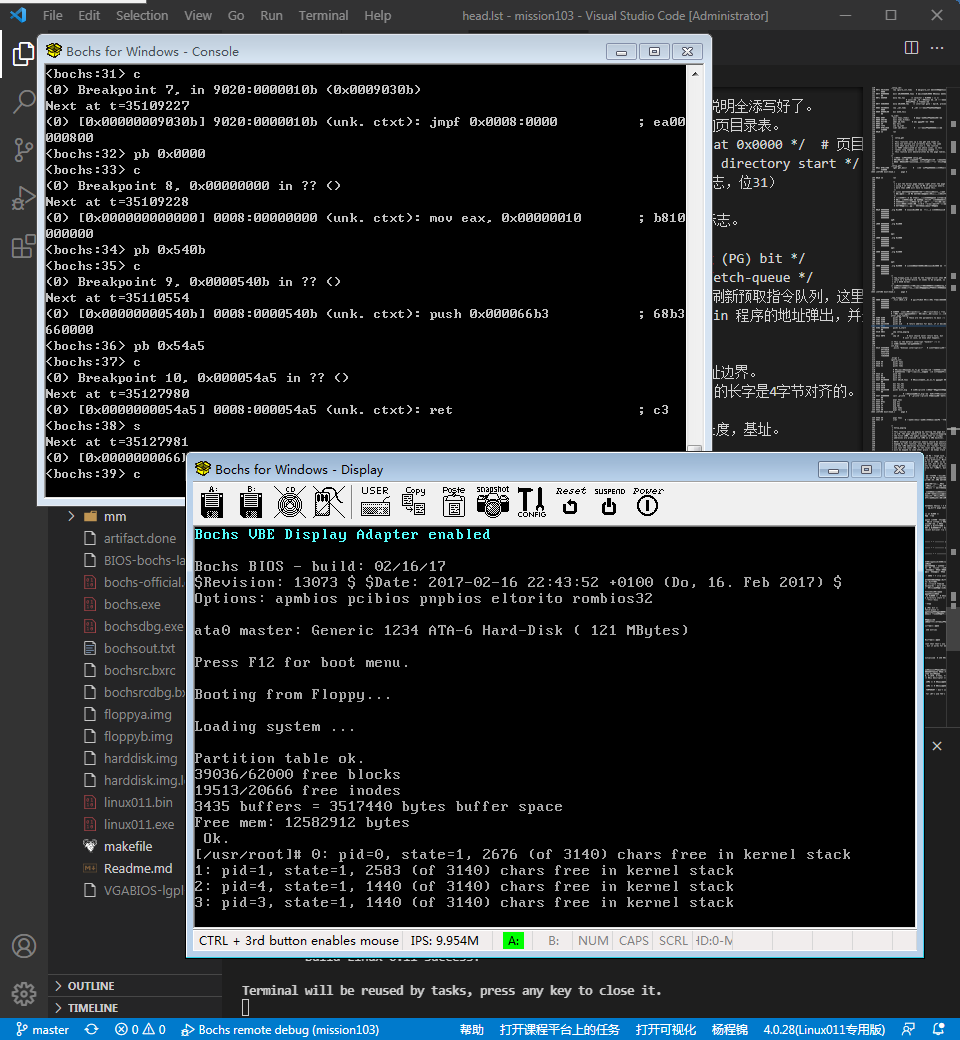 File Edit Selection View Go Run Terminal Help head.lst - mission103 - Visual Studio Code [Administrator]
Bochs for Windows - Console
<bochs:31> c
(0) Breakpoint 7, in 9020:0000010b (0x0009030b)
Next at t=35109227
(0) [0x00000009030b] 9020:0000010b (unk. ctxt): jmpf 0x0008:0000 ; ea00
000800
<bochs:32> pb 0x0000
<bochs:33> c
(0) Breakpoint 8, 0x00000000 in ?? ()
Next at t=35109228
(0) [0x000000000000] 0008:00000000 (unk. ctxt): mov eax, 0x00000010 ; b810
000000
<bochs:34> pb 0x540b
<bochs:35> c
(0) Breakpoint 9, 0x0000540b in ?? ()
Next at t=35110554
(0) [0x00000000540b] 0008:0000540b (unk. ctxt): push 0x000066b3 ; 68b3
660000
<bochs:36> pb 0x54a5
<bochs:37> c
(0) Breakpoint 10, 0x000054a5 in ?? ()
Next at t=35127980
(0) [0x0000000054a5] 0008:000054a5 (unk. ctxt): ret ; c3
<bochs:38> s
Next at t=35127981
(0) [0x0000000066
<bochs:39> c
说明全添写好了。
页目录表。
at 0x0000 */ # 页目
directory start */
志，位31）
标志。
(PG) bit */
etch-queue */
刷新预取指令队列，这里
in 程序的地址弹出，并
址边界。
的长字是4字节对齐的。
长度，基址。
Bochs for Windows - Display
A: B: CD USER Copy Paste snapshot CONFIG Reset SUSPEND Power
Bochs VBE Display Adapter enabled
Bochs BIOS - build: 02/16/17
$Revision: 13073 $ $Date: 2017-02-16 22:43:52 +0100 (Do, 16. Feb 2017) $
Options: apmbios pcibios pnpbios eltorito rombios32
ata0 master: Generic 1234 ATA-6 Hard-Disk ( 121 MBytes)
Press F12 for boot menu.
Booting from Floppy...
Loading system ...
Partition table ok.
39036/62000 free blocks
19513/20666 free inodes
3435 buffers = 3517440 bytes buffer space
Free mem: 12582912 bytes
Ok.
[/usr/root]# 0: pid=0, state=1, 2676 (of 3140) chars free in kernel stack
1: pid=1, state=1, 2583 (of 3140) chars free in kernel stack
2: pid=4, state=1, 1440 (of 3140) chars free in kernel stack
3: pid=3, state=1, 1440 (of 3140) chars free in kernel stack
CTRL + 3rd button enables mouse IPS: 9.954M A: B: NUM CAPS SCRL HD:0-M
mm
artifact.done
BIOS-bochs-la
bochs-official.
bochs.exe
bochsdbg.exe
bochsout.txt
bochsrc.bxrc
bochsrcdbg.bx
floppya.img
floppyb.img
harddisk.img
harddisk.img.l
linux011.bin
linux011.exe
makefile
Readme.md
VGABIOS-lgpl
OUTLINE
TIMELINE
Terminal will be reused by tasks, press any key to close it.
master 0 0 Bochs remote debug (mission103) 帮助 打开课程平台上的任务 打开可视化 杨程锦 4.0.28(Linux011专用版)